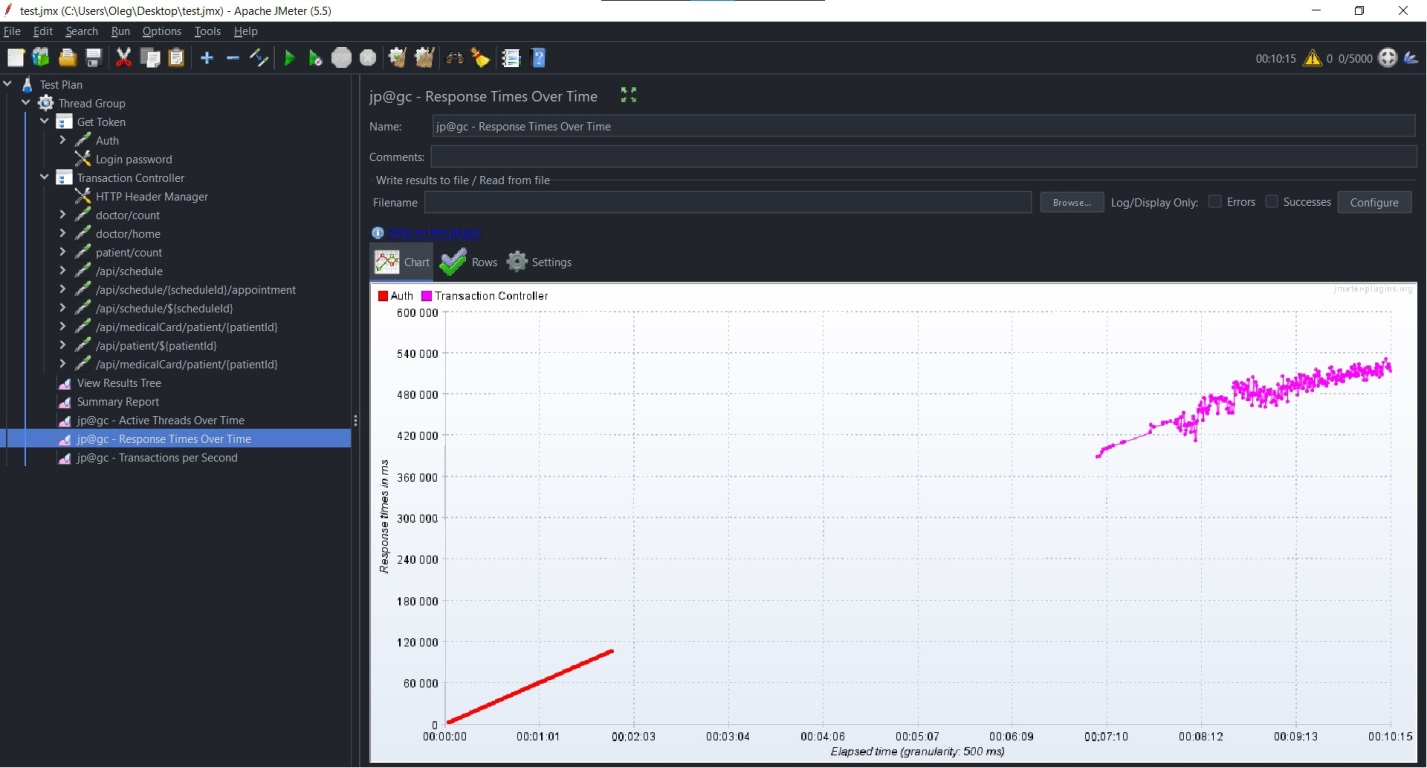 test.jmx (C:\Users\Oleg\Desktop\test.jmx) - Apache JMeter (5.5)
File Edit Search Run Options Tools Help
00:10:15 0 0/5000
Test Plan
Thread Group
Get Token
Auth
Login password
Transaction Controller
HTTP Header Manager
doctor/count
doctor/home
patient/count
/api/schedule
/api/schedule/{scheduleId}/appointment
/api/schedule/${scheduleId}
/api/medicalCard/patient/{patientId}
/api/patient/${patientId}
/api/medicalCard/patient/{patientId}
View Results Tree
Summary Report
jp@gc - Active Threads Over Time
jp@gc - Response Times Over Time
jp@gc - Transactions per Second
jp@gc - Response Times Over Time
Name: jp@gc - Response Times Over Time
Comments:
Write results to file / Read from file
Filename Browse... Log/Display Only: Errors Successes Configure
Help on this plugin
Chart Rows Settings
jmeter-plugins.org
Auth Transaction Controller
600 000
540 000
480 000
420 000
360 000
300 000
240 000
180 000
120 000
60 000
0
Response times in ms
00:00:00 00:01:01 00:02:03 00:03:04 00:04:06 00:05:07 00:06:09 00:07:10 00:08:12 00:09:13 00:10:15
Elapsed time (granularity: 500 ms)